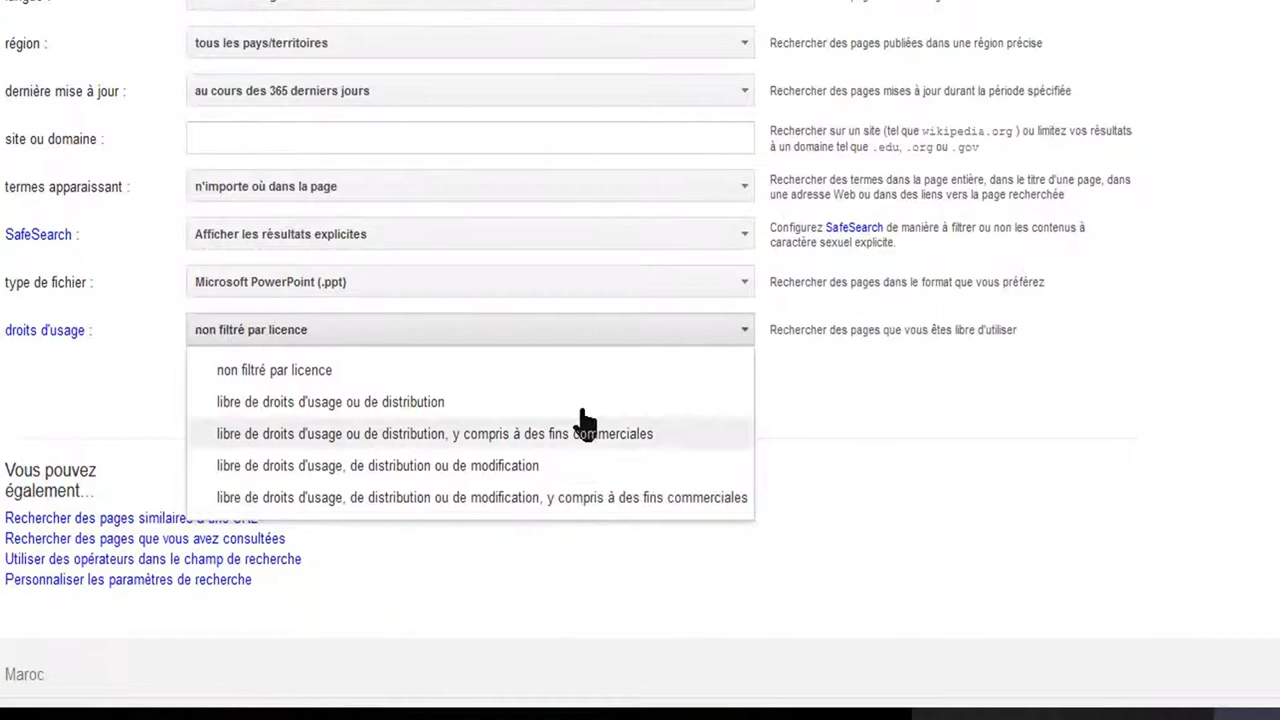 région :
tous les pays/territoires
Rechercher des pages publiées dans une région précise
dernière mise à jour :
au cours des 365 derniers jours
Rechercher des pages mises à jour durant la période spécifiée
site ou domaine :
Rechercher sur un site (tel que wikipedia.org ) ou limitez vos résultats
à un domaine tel que .edu, .org ou .gov
termes apparaissant :
n'importe où dans la page
Rechercher des termes dans la page entière, dans le titre d'une page, dans
une adresse Web ou dans des liens vers la page recherchée
SafeSearch :
Afficher les résultats explicites
Configurez SafeSearch de manière à filtrer ou non les contenus à
caractère sexuel explicite.
type de fichier :
Microsoft PowerPoint (.ppt)
Rechercher des pages dans le format que vous préférez
droits d'usage :
non filtré par licence
Rechercher des pages que vous êtes libre d'utiliser
non filtré par licence
libre de droits d'usage ou de distribution
libre de droits d'usage ou de distribution, y compris à des fins commerciales
libre de droits d'usage, de distribution ou de modification
libre de droits d'usage, de distribution ou de modification, y compris à des fins commerciales
Vous pouvez
également...
Rechercher des pages similaires à une URL
Rechercher des pages que vous avez consultées
Utiliser des opérateurs dans le champ de recherche
Personnaliser les paramètres de recherche
Maroc